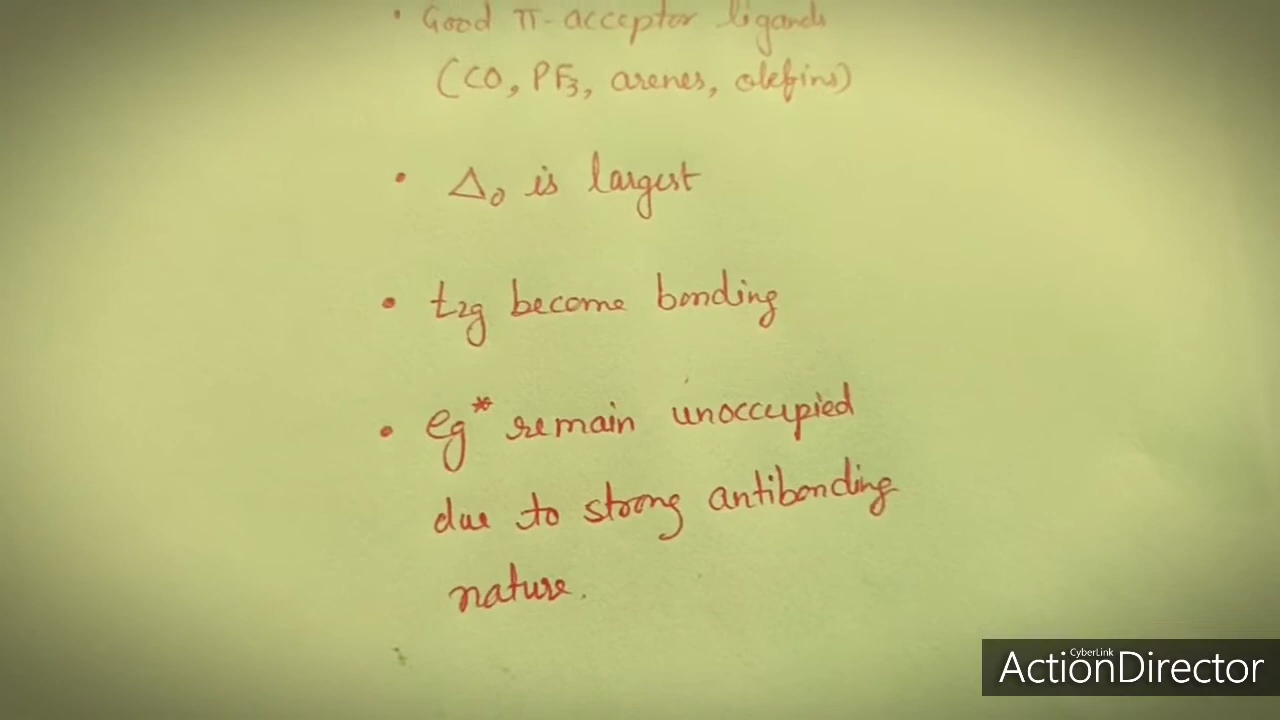 • Good π-acceptor ligands
(CO, PF3, arenes, olefins)
• Δo is largest
• t2g become bonding
• eg* remain unoccupied
due to strong antibonding
nature.
CyberLink
ActionDirector